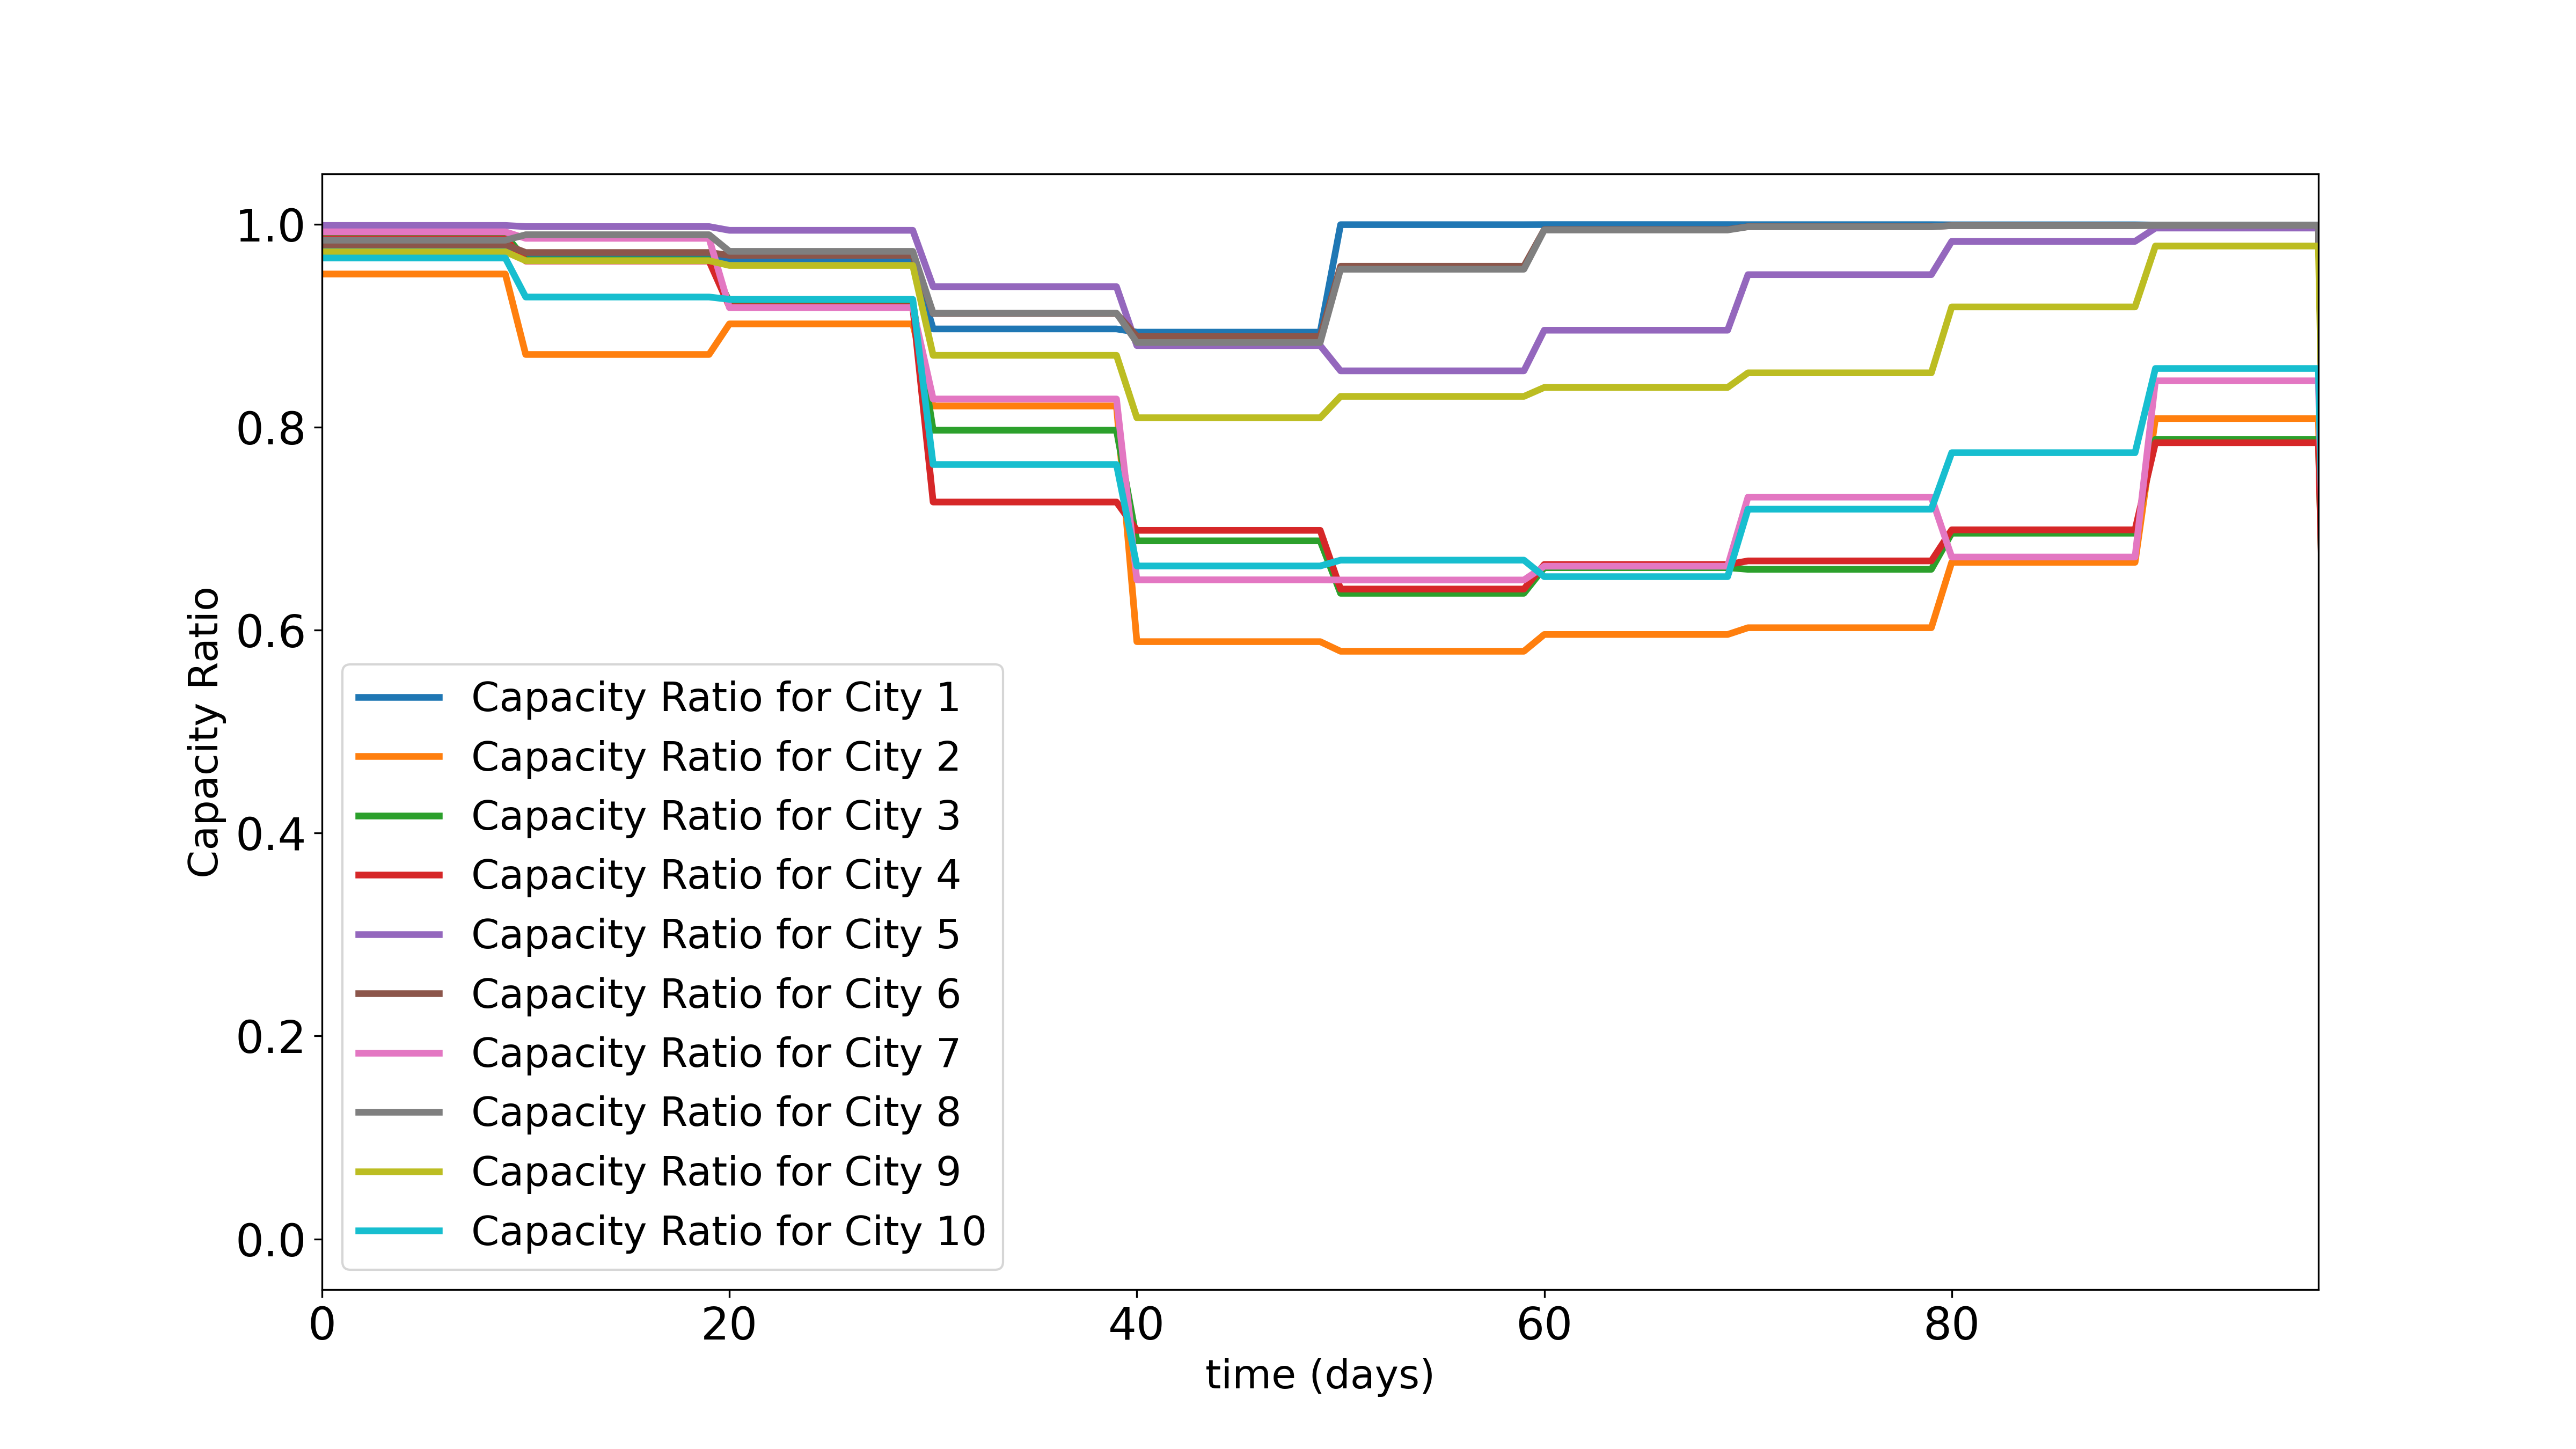 1.0
0.8
0.6
0.4
0.2
0.0
Capacity Ratio
Capacity Ratio for City 1
Capacity Ratio for City 2
Capacity Ratio for City 3
Capacity Ratio for City 4
Capacity Ratio for City 5
Capacity Ratio for City 6
Capacity Ratio for City 7
Capacity Ratio for City 8
Capacity Ratio for City 9
Capacity Ratio for City 10
0 20 40 60 80
time (days)